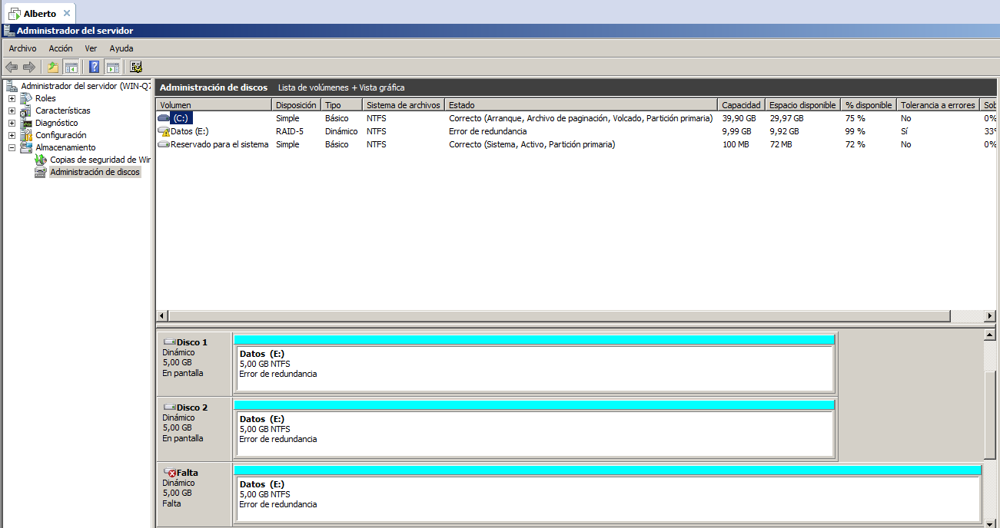 Alberto
Administrador del servidor
Archivo Acción Ver Ayuda
Administrador del servidor (WIN-Q7
Roles
Características
Diagnóstico
Configuración
Almacenamiento
Copias de seguridad de Wir
Administración de discos
Administración de discos Lista de volúmenes + Vista gráfica
Volumen Disposición Tipo Sistema de archivos Estado Capacidad Espacio disponible % disponible Tolerancia a errores Sob
(C:) Simple Básico NTFS Correcto (Arranque, Archivo de paginación, Volcado, Partición primaria) 39,90 GB 29,97 GB 75 % No 0%
Datos (E:) RAID-5 Dinámico NTFS Error de redundancia 9,99 GB 9,92 GB 99 % Sí 33%
Reservado para el sistema Simple Básico NTFS Correcto (Sistema, Activo, Partición primaria) 100 MB 72 MB 72 % No 0%
Disco 1
Dinámico
5,00 GB
En pantalla
Datos (E:)
5,00 GB NTFS
Error de redundancia
Disco 2
Dinámico
5,00 GB
En pantalla
Datos (E:)
5,00 GB NTFS
Error de redundancia
Falta
Dinámico
5,00 GB
Falta
Datos (E:)
5,00 GB NTFS
Error de redundancia